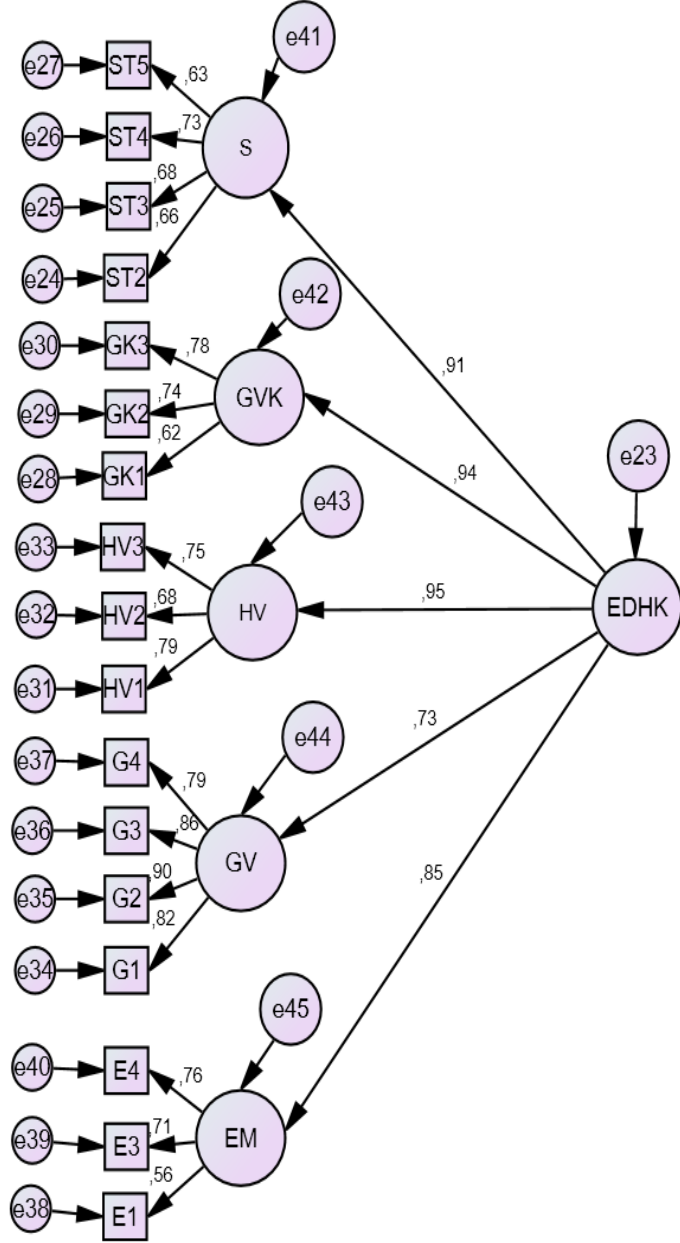 e41
e27 ST5 ,63
e26 ST4 ,73 S
e25 ST3 ,68
,66
e24 ST2
e42
e30 GK3 ,78
e29 GK2 ,74 GVK
e28 GK1 ,62
,91
,94
e23
e43
e33 HV3 ,75
e32 HV2 ,68 HV ,95 EDHK
e31 HV1 ,79
e44 ,73
e37 G4 ,79
e36 G3 ,86
e35 G2 ,90 GV ,85
e34 G1 ,82
e45
e40 E4 ,76
e39 E3 ,71 EM
e38 E1 ,56